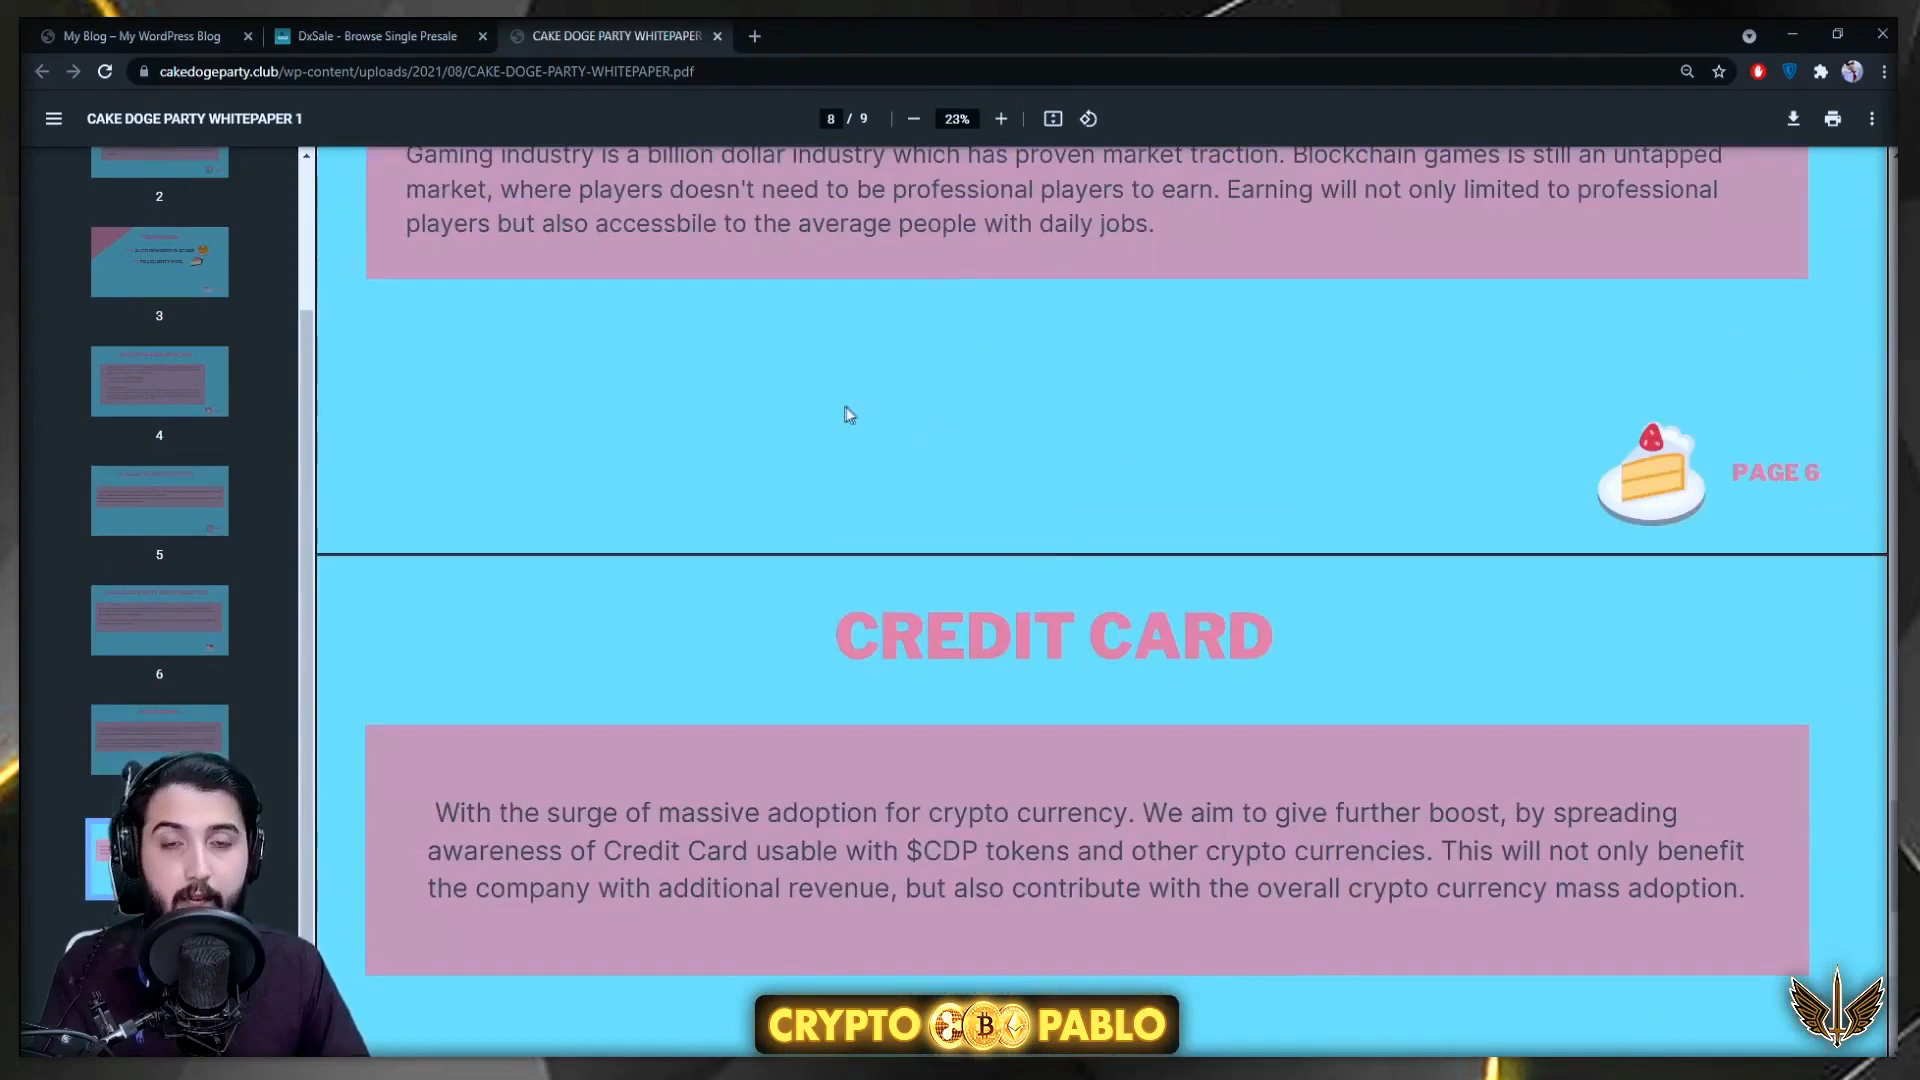 My Blog – My WordPress Blog
DxSale - Browse Single Presale
CAKE DOGE PARTY WHITEPAPER
cakedogeparty.club/wp-content/uploads/2021/08/CAKE-DOGE-PARTY-WHITEPAPER.pdf
CAKE DOGE PARTY WHITEPAPER 1
8 / 9
23%
2
3
4
5
6
Gaming industry is a billion dollar industry which has proven market traction. Blockchain games is still an untapped
market, where players doesn't need to be professional players to earn. Earning will not only limited to professional
players but also accessbile to the average people with daily jobs.
PAGE 6
CREDIT CARD
With the surge of massive adoption for crypto currency. We aim to give further boost, by spreading
awareness of Credit Card usable with $CDP tokens and other crypto currencies. This will not only benefit
the company with additional revenue, but also contribute with the overall crypto currency mass adoption.
CRYPTO PABLO